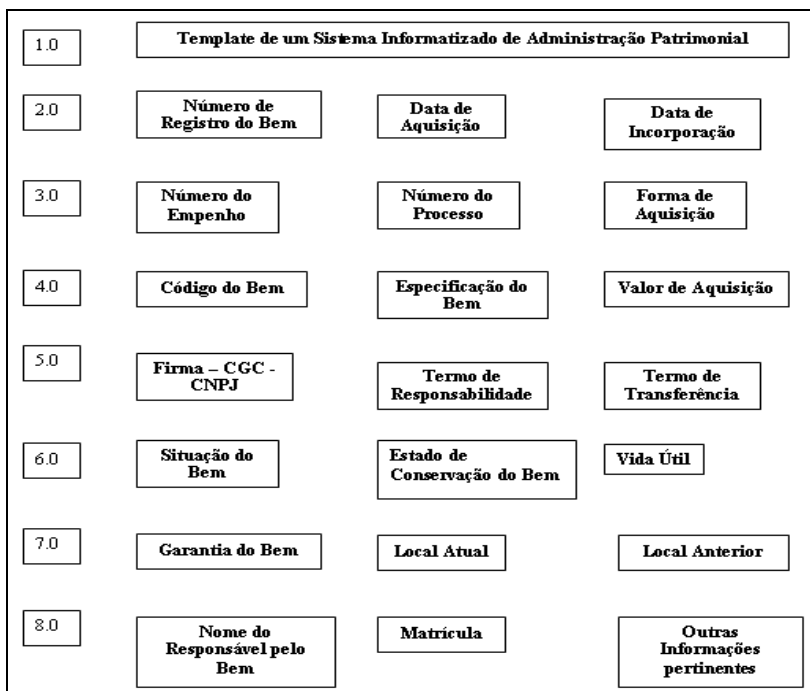 1.0
Template de um Sistema Informatizado de Administração Patrimonial
2.0
Número de
Registro do Bem
Data de
Aquisição
Data de
Incorporação
3.0
Número do
Empenho
Número do
Processo
Forma de
Aquisição
4.0
Código do Bem
Especificação do
Bem
Valor de Aquisição
5.0
Firma – CGC -
CNPJ
Termo de
Responsabilidade
Termo de
Transferência
6.0
Situação do
Bem
Estado de
Conservação do Bem
Vida Útil
7.0
Garantia do Bem
Local Atual
Local Anterior
8.0
Nome do
Responsável pelo
Bem
Matrícula
Outras
Informações
pertinentes